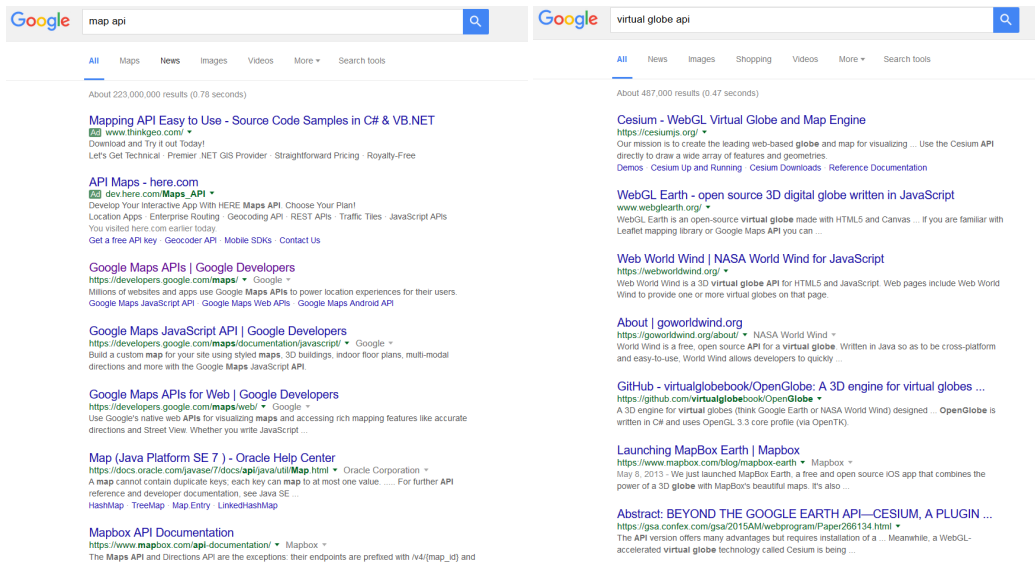 Google
map api
All Maps News Images Videos More ▾ Search tools
About 223,000,000 results (0.78 seconds)
Mapping API Easy to Use - Source Code Samples in C# & VB.NET
Ad www.thinkgeo.com/ ▾
Download and Try it out Today!
Let's Get Technical · Premier .NET GIS Provider · Straightforward Pricing · Royalty-Free
API Maps - here.com
Ad dev.here.com/Maps_API ▾
Develop Your Interactive App With HERE Maps API. Choose Your Plan!
Location Apps · Enterprise Routing · Geocoding API · REST APIs · Traffic Tiles · JavaScript APIs
You visited here.com earlier today.
Get a free API key · Geocoder API · Mobile SDKs · Contact Us
Google Maps APIs | Google Developers
https://developers.google.com/maps/ ▾ Google ▾
Millions of websites and apps use Google Maps APIs to power location experiences for their users.
Google Maps JavaScript API · Google Maps Web APIs · Google Maps Android API
Google Maps JavaScript API | Google Developers
https://developers.google.com/maps/documentation/javascript/ ▾ Google ▾
Build a custom map for your site using styled maps, 3D buildings, indoor floor plans, multi-modal
directions and more with the Google Maps JavaScript API.
Google Maps APIs for Web | Google Developers
https://developers.google.com/maps/web/ ▾ Google ▾
Use Google's native web APIs for visualizing maps and accessing rich mapping features like accurate
directions and Street View. Whether you write JavaScript ...
Map (Java Platform SE 7 ) - Oracle Help Center
https://docs.oracle.com/javase/7/docs/api/java/util/Map.html ▾ Oracle Corporation ▾
A map cannot contain duplicate keys; each key can map to at most one value. ..... For further API
reference and developer documentation, see Java SE ...
HashMap · TreeMap · Map.Entry · LinkedHashMap
Mapbox API Documentation
https://www.mapbox.com/api-documentation/ ▾ Mapbox ▾
The Maps API and Directions API are the exceptions: their endpoints are prefixed with /v4/{map_id} and
Google
virtual globe api
All News Images Shopping Videos More ▾ Search tools
About 487,000 results (0.47 seconds)
Cesium - WebGL Virtual Globe and Map Engine
https://cesiumjs.org/ ▾
Our mission is to create the leading web-based globe and map for visualizing ... Use the Cesium API
directly to draw a wide array of features and geometries.
Demos · Cesium Up and Running · Cesium Downloads · Reference Documentation
WebGL Earth - open source 3D digital globe written in JavaScript
www.webglearth.org/ ▾
WebGL Earth is an open-source virtual globe made with HTML5 and Canvas ... If you are familiar with
Leaflet mapping library or Google Maps API you can ...
Web World Wind | NASA World Wind for JavaScript
https://webworldwind.org/ ▾
Web World Wind is a 3D virtual globe API for HTML5 and JavaScript. Web pages include Web World
Wind to provide one or more virtual globes on that page.
About | goworldwind.org
https://goworldwind.org/about/ ▾ NASA World Wind ▾
World Wind is a free, open source API for a virtual globe. Written in Java so as to be cross-platform
and easy-to-use, World Wind allows developers to quickly ...
GitHub - virtualglobebook/OpenGlobe: A 3D engine for virtual globes ...
https://github.com/virtualglobebook/OpenGlobe ▾
A 3D engine for virtual globes (think Google Earth or NASA World Wind) designed ... OpenGlobe is
written in C# and uses OpenGL 3.3 core profile (via OpenTK).
Launching MapBox Earth | Mapbox
https://www.mapbox.com/blog/mapbox-earth ▾ Mapbox ▾
May 8, 2013 - We just launched MapBox Earth, a free and open source iOS app that combines the
power of a 3D globe with MapBox's beautiful maps. It's also ...
Abstract: BEYOND THE GOOGLE EARTH API—CESIUM, A PLUGIN ...
https://gsa.confex.com/gsa/2015AM/webprogram/Paper266134.html ▾
The API version offers many advantages but requires installation of a ... Meanwhile, a WebGL-
accelerated virtual globe technology called Cesium is being ...